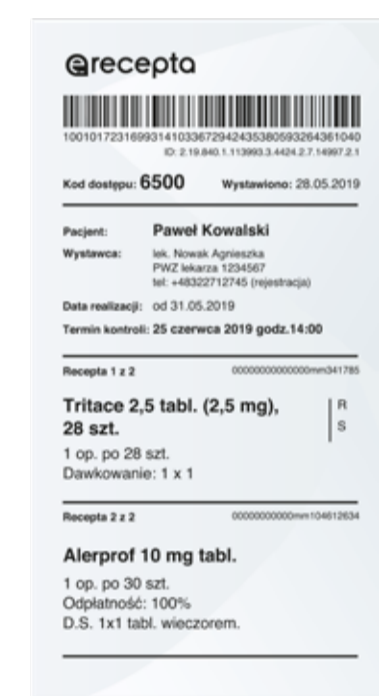 erecepta
10010172316993141033672942435380593264361040
ID: 2.19.840.1.113993.3.4424.2.7.14997.2.1
Kod dostępu: 6500 Wystawiono: 28.05.2019
Pacjent: Paweł Kowalski
Wystawca: lek. Nowak Agnieszka
PWZ lekarza 1234567
tel: +48322712745 (rejestracja)
Data realizacji: od 31.05.2019
Termin kontroli: 25 czerwca 2019 godz.14:00
Recepta 1 z 2 0000000000000mm341785
Tritace 2,5 tabl. (2,5 mg), R
28 szt. S
1 op. po 28 szt.
Dawkowanie: 1 x 1
Recepta 2 z 2 00000000000mm104612634
Alerprof 10 mg tabl.
1 op. po 30 szt.
Odpłatność: 100%
D.S. 1x1 tabl. wieczorem.